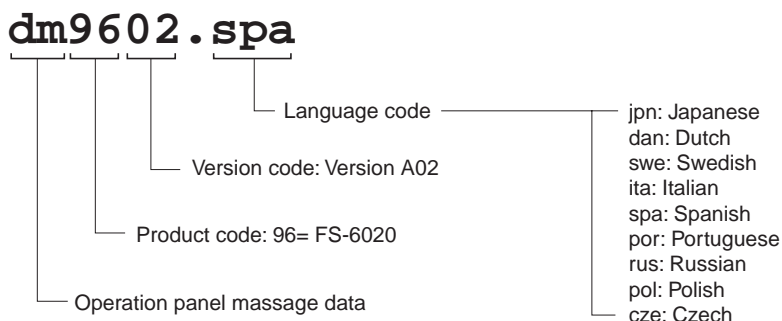 dm9602.spa
Language code
jpn: Japanese
dan: Dutch
swe: Swedish
ita: Italian
spa: Spanish
por: Portuguese
rus: Russian
pol: Polish
cze: Czech
Version code: Version A02
Product code: 96= FS-6020
Operation panel massage data